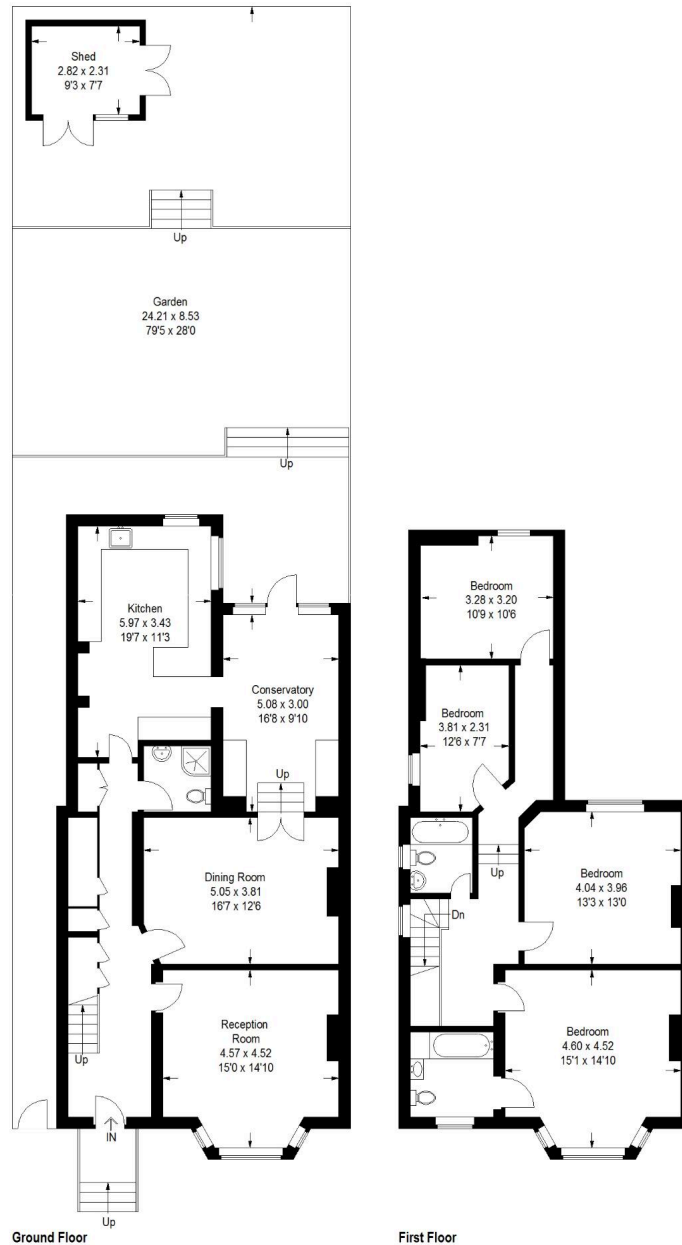 Shed
2.82 x 2.31
9'3 x 7'7
Up
Garden
24.21 x 8.53
79'5 x 28'0
Up
Kitchen
5.97 x 3.43
19'7 x 11'3
Conservatory
5.08 x 3.00
16'8 x 9'10
Up
Dining Room
5.05 x 3.81
16'7 x 12'6
Reception
Room
4.57 x 4.52
15'0 x 14'10
Up
IN
Up
Ground Floor
Bedroom
3.28 x 3.20
10'9 x 10'6
Bedroom
3.81 x 2.31
12'6 x 7'7
Up
Bedroom
4.04 x 3.96
13'3 x 13'0
Dn
Bedroom
4.60 x 4.52
15'1 x 14'10
First Floor